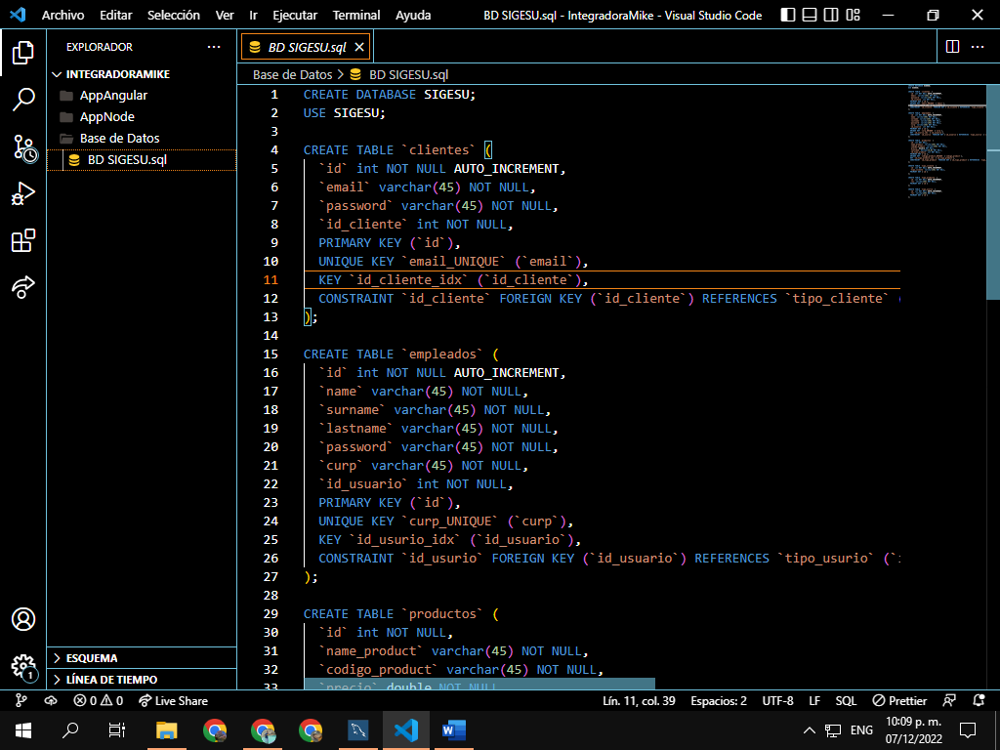 Archivo Editar Selección Ver Ir Ejecutar Terminal Ayuda BD SIGESU.sql - IntegradoraMike - Visual Studio Code
EXPLORADOR
BD SIGESU.sql
INTEGRADORAMIKE
AppAngular
AppNode
Base de Datos
BD SIGESU.sql
Base de Datos > BD SIGESU.sql
1 CREATE DATABASE SIGESU;
2 USE SIGESU;
3
4 CREATE TABLE `clientes` (
5 `id` int NOT NULL AUTO_INCREMENT,
6 `email` varchar(45) NOT NULL,
7 `password` varchar(45) NOT NULL,
8 `id_cliente` int NOT NULL,
9 PRIMARY KEY (`id`),
10 UNIQUE KEY `email_UNIQUE` (`email`),
11 KEY `id_cliente_idx` (`id_cliente`),
12 CONSTRAINT `id_cliente` FOREIGN KEY (`id_cliente`) REFERENCES `tipo_cliente`
13 );
14
15 CREATE TABLE `empleados` (
16 `id` int NOT NULL AUTO_INCREMENT,
17 `name` varchar(45) NOT NULL,
18 `surname` varchar(45) NOT NULL,
19 `lastname` varchar(45) NOT NULL,
20 `password` varchar(45) NOT NULL,
21 `curp` varchar(45) NOT NULL,
22 `id_usuario` int NOT NULL,
23 PRIMARY KEY (`id`),
24 UNIQUE KEY `curp_UNIQUE` (`curp`),
25 KEY `id_usurio_idx` (`id_usuario`),
26 CONSTRAINT `id_usurio` FOREIGN KEY (`id_usuario`) REFERENCES `tipo_usurio` (`
27 );
28
29 CREATE TABLE `productos` (
30 `id` int NOT NULL,
31 `name_product` varchar(45) NOT NULL,
32 `codigo_product` varchar(45) NOT NULL,
33 `precio` double NOT NULL
ESQUEMA
LÍNEA DE TIEMPO
1
0 0 Live Share Lín. 11, col. 39 Espacios: 2 UTF-8 LF SQL Prettier
ENG
10:09 p. m.
07/12/2022